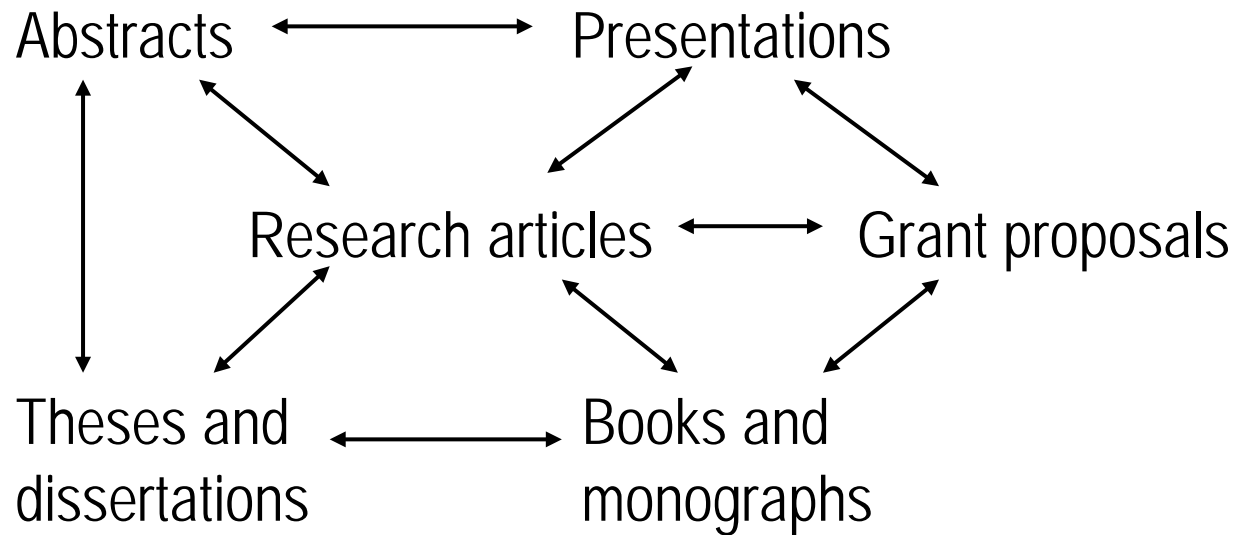 Abstracts
Presentations
Research articles
Grant proposals
Theses and
dissertations
Books and
monographs